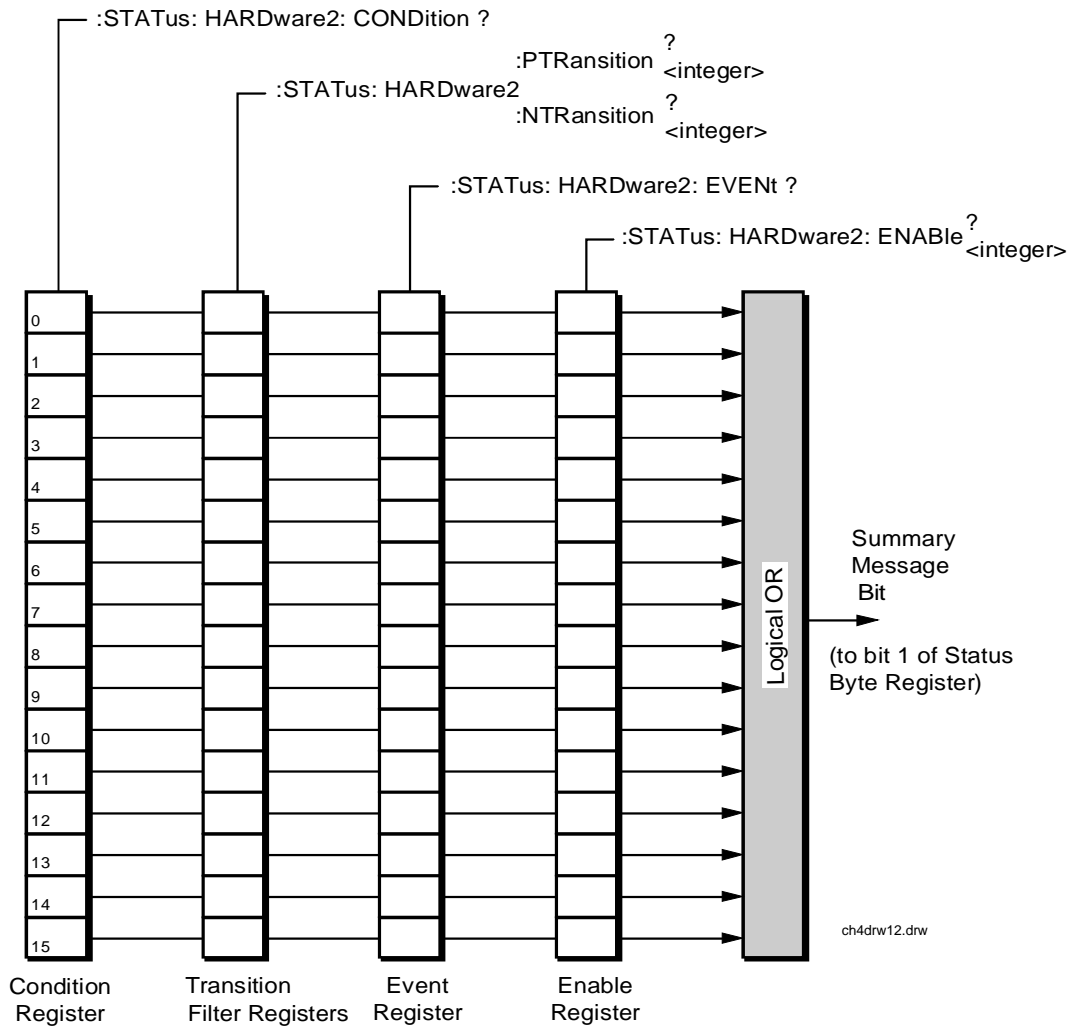 :STATus: HARDware2: CONDition ?
?
:PTRansition
<integer>
:STATus: HARDware2
?
:NTRansition
<integer>
:STATus: HARDware2: EVENt ?
?
:STATus: HARDware2: ENABle
<integer>
0
1
2
3
4
5
6
7
8
9
10
11
12
13
14
15
Logical OR
Summary
Message
Bit
(to bit 1 of Status
Byte Register)
ch4drw12.drw
Condition
Register
Transition
Filter Registers
Event
Register
Enable
Register